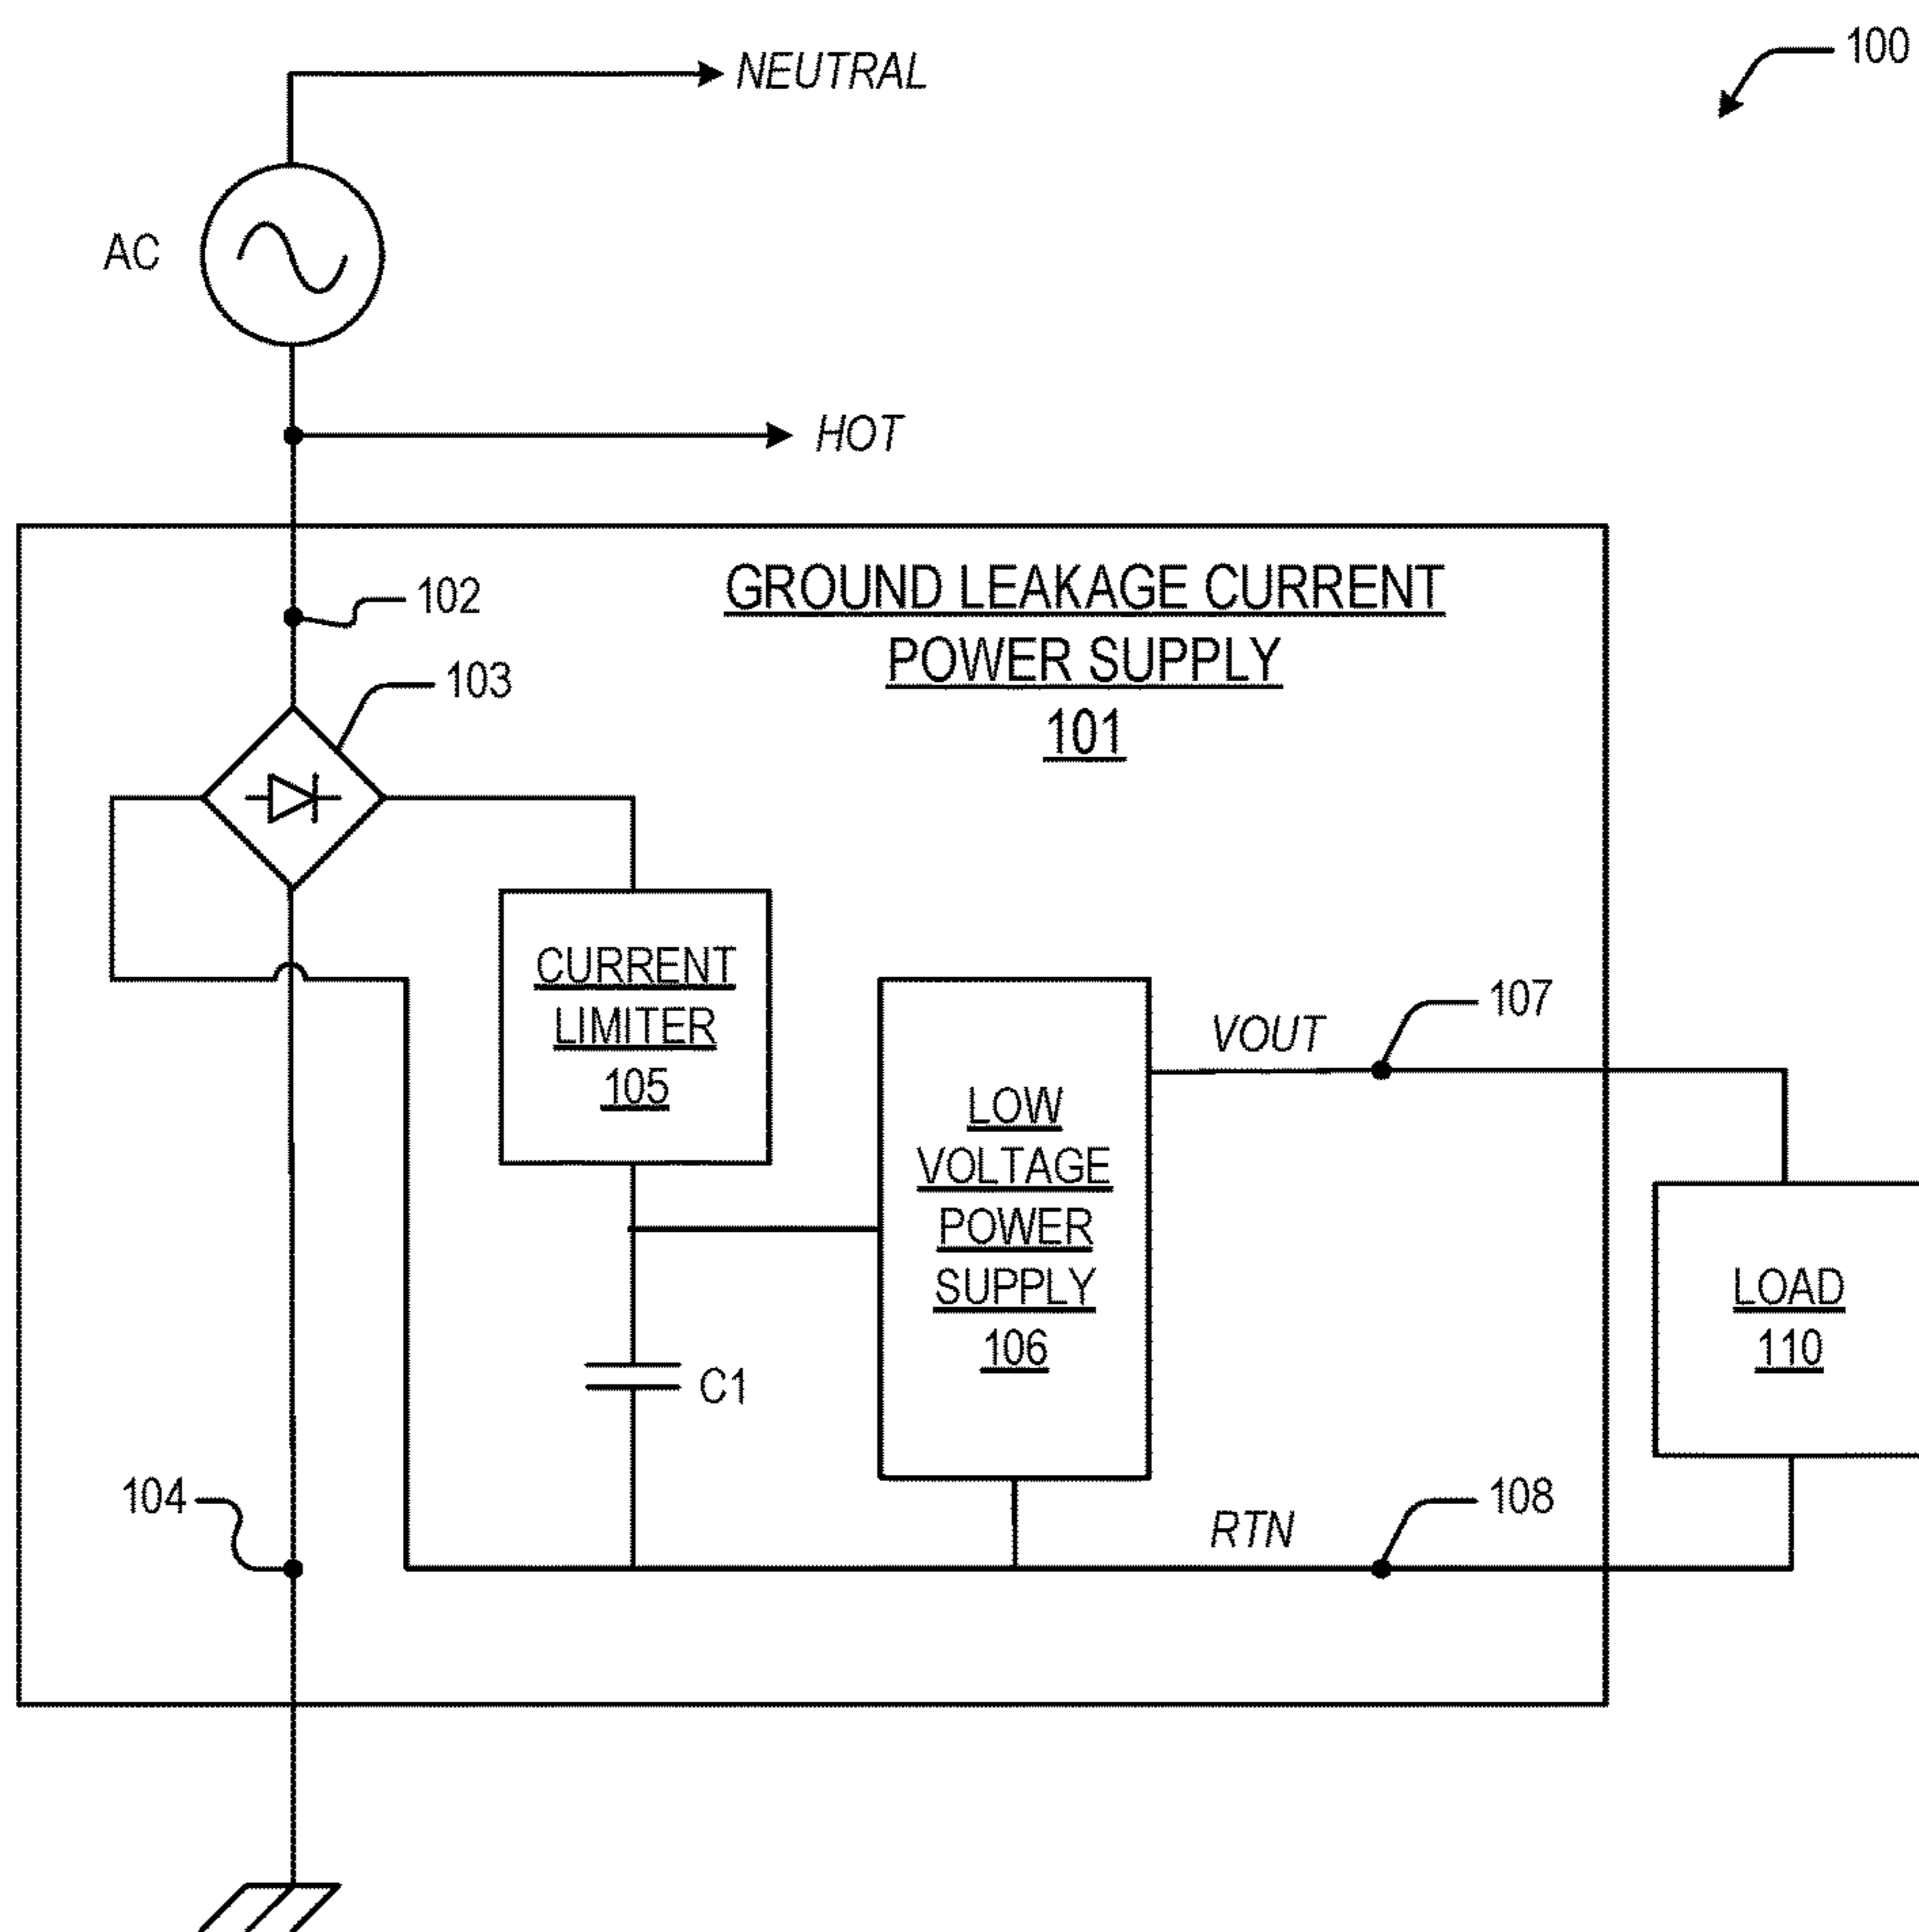 100
NEUTRAL
AC
HOT
102
GROUND LEAKAGE CURRENT
POWER SUPPLY
101
103
CURRENT
LIMITER
105
107
VOUT
LOW
VOLTAGE
POWER
SUPPLY
106
LOAD
110
C1
104
108
RTN